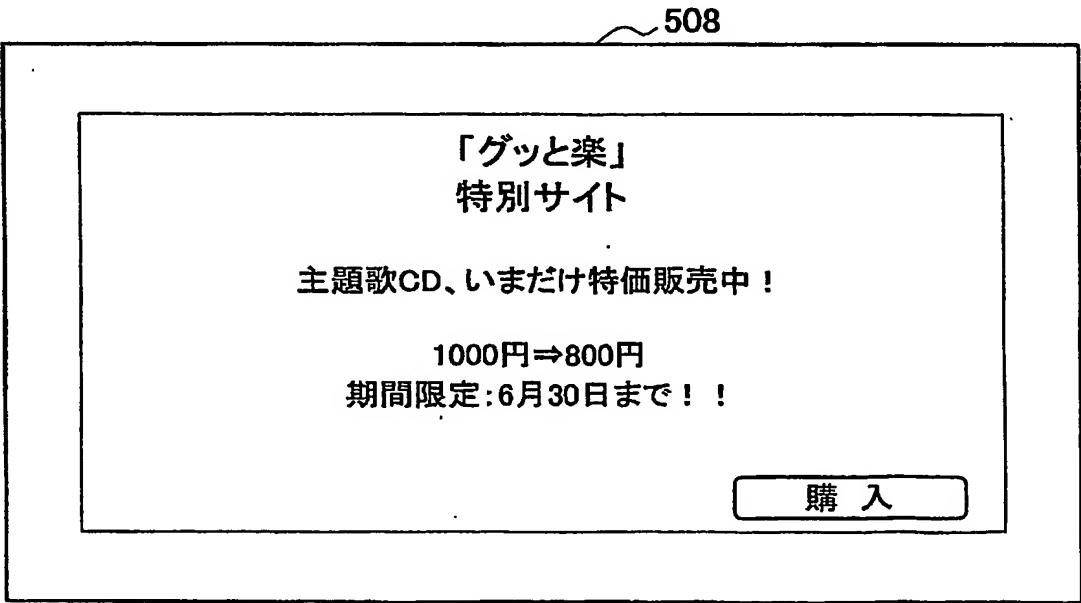 508
「グッと楽」
特別サイト
主題歌CD、いまだけ特価販売中！
1000円⇒800円
期間限定:6月30日まで！！
購 入